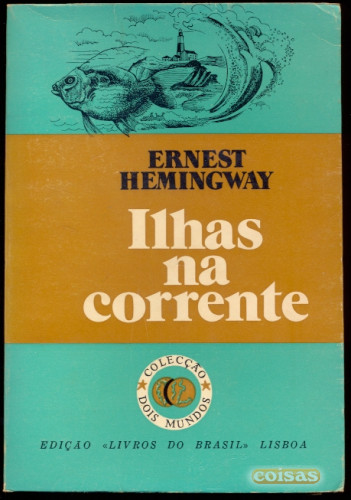 ERNEST
HEMINGWAY
Ilhas
na
corrente
COLECÇÃO
DOIS MUNDOS
EDIÇÃO «LIVROS DO BRASIL» LISBOA
coisas